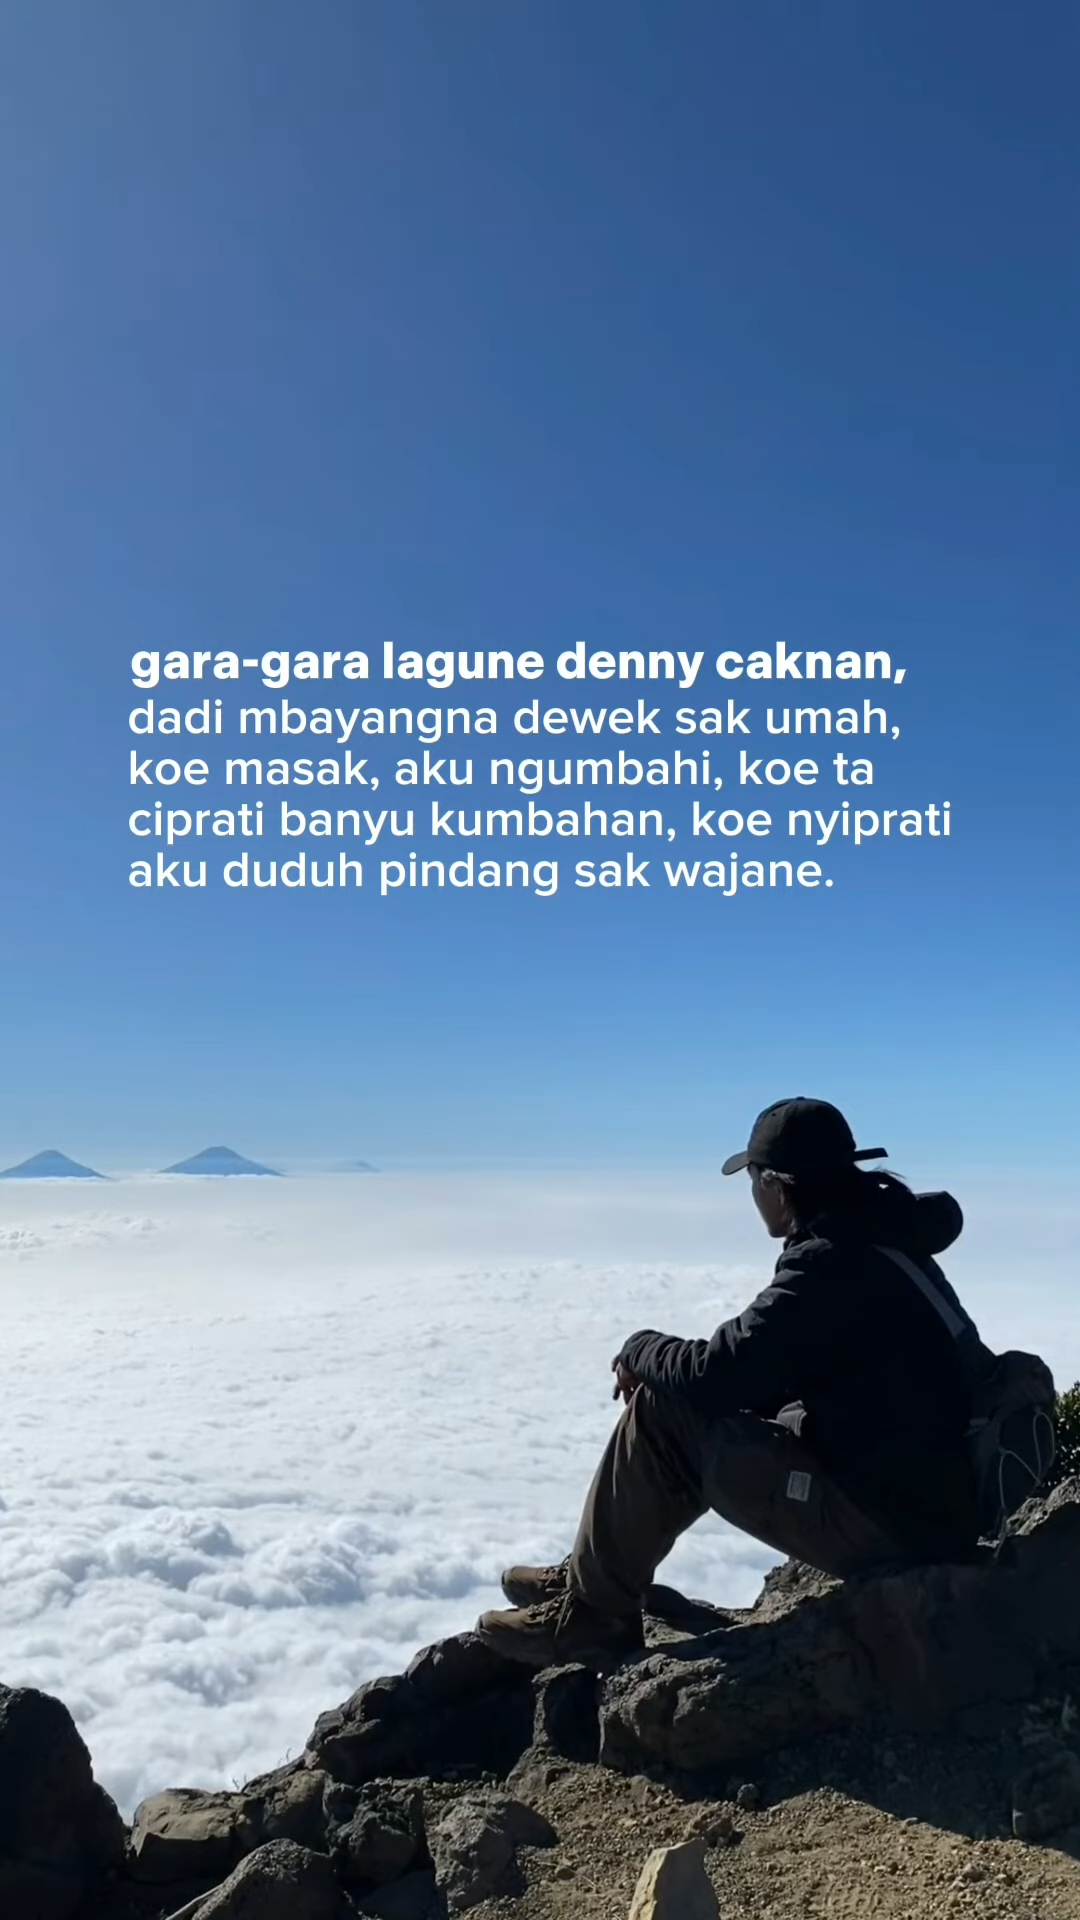 gara-gara lagune denny caknan,
dadi mbayangna dewek sak umah,
koe masak, aku ngumbahi, koe ta
ciprati banyu kumbahan, koe nyiprati
aku duduh pindang sak wajane.